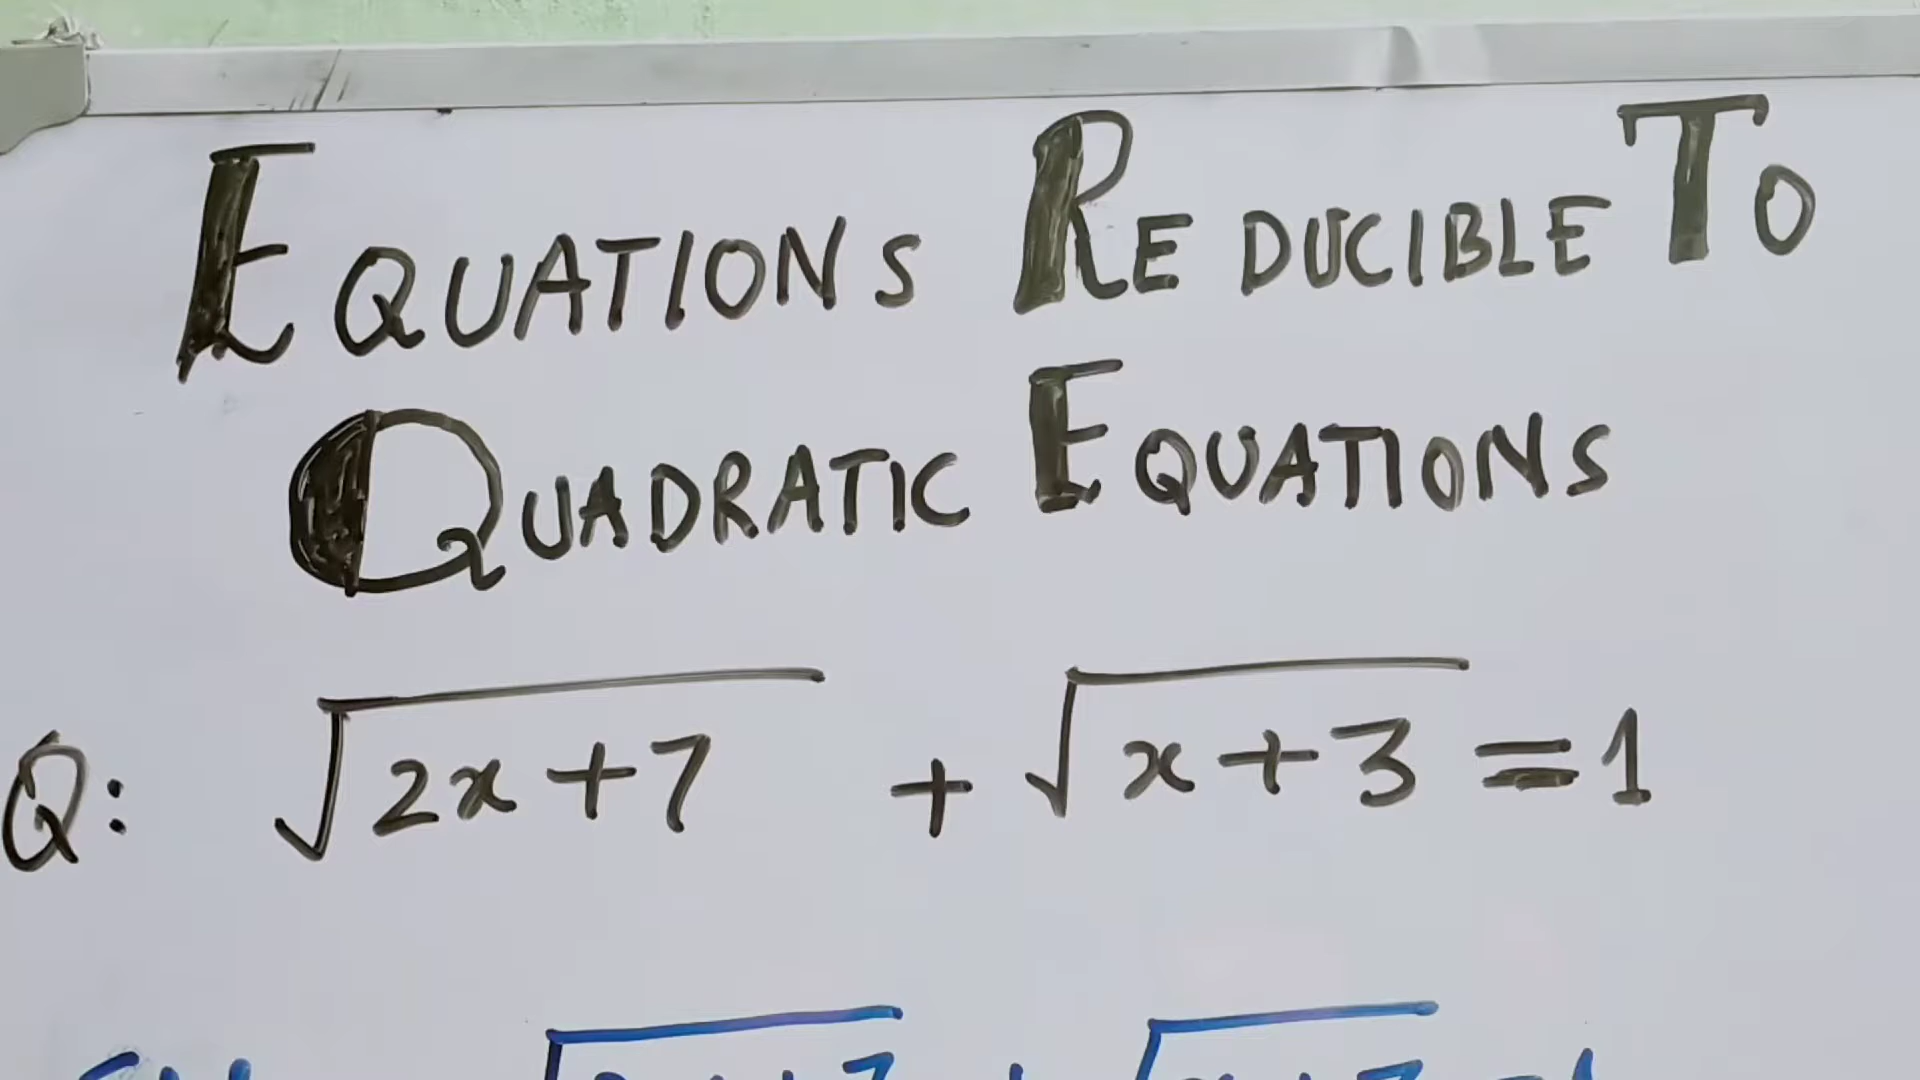 EQUATIONS REDUCIBLE TO
QUADRATIC EQUATIONS
Q: √2x+7 + √x+3 = 1